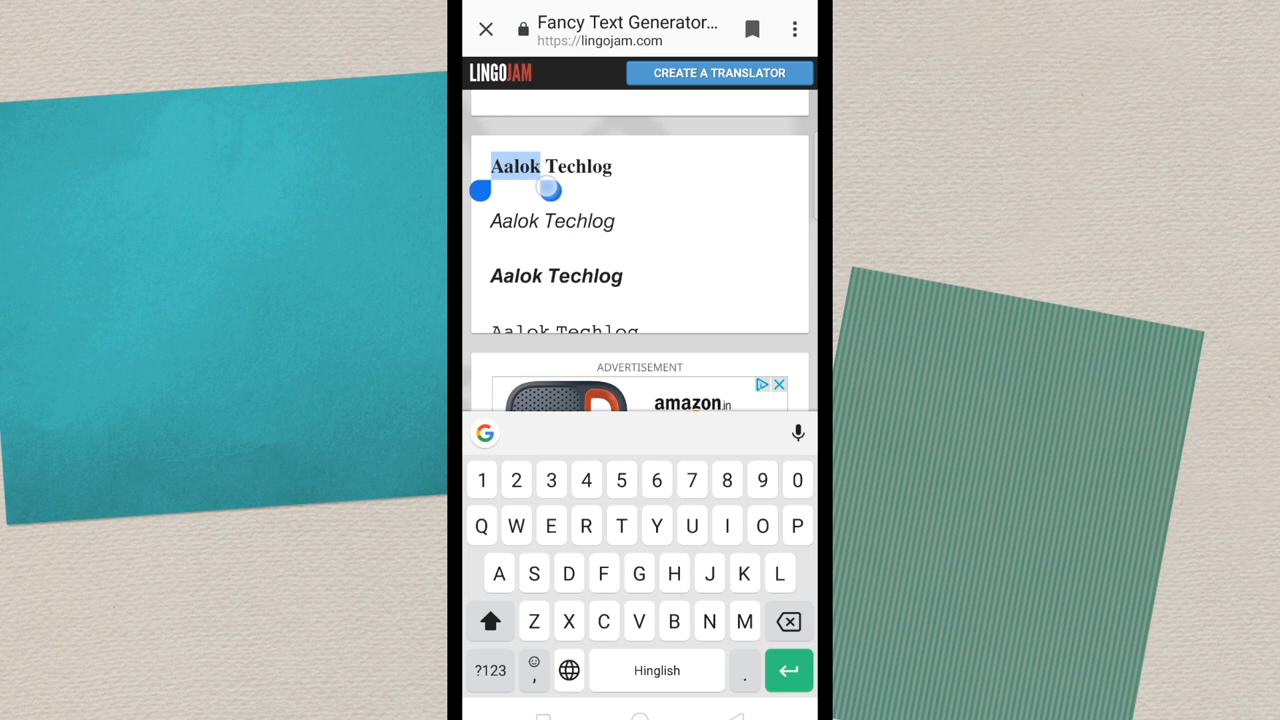 Fancy Text Generator...
https://lingojam.com
LINGOJAM
CREATE A TRANSLATOR
Aalok Techlog
Aalok Techlog
Aalok Techlog
Aalok Techlog
ADVERTISEMENT
amazon.in
G
1 2 3 4 5 6 7 8 9 0
Q W E R T Y U I O P
A S D F G H J K L
Z X C V B N M
?123 , Hinglish .